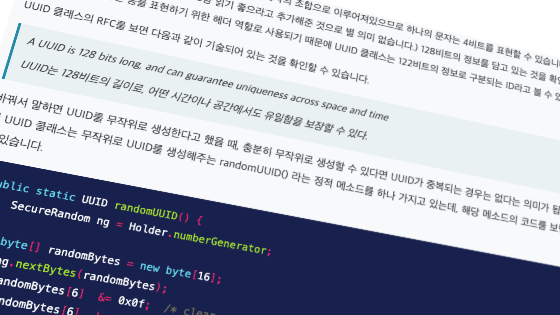 조합으로 이루어져있으므로 하나의 문자는 4비트를 표현할 수 있습니
등을 표현하기 위한 헤더 역할로 사용되기 때문에 UUID 클래스는 122비트의 정보로 구분되는 ID라고 볼 수
읽기 좋으라고 추가해준 것으로 별 의미 없습니다.) 128비트의 정보를 담고 있는 것을
UUID 클래스의 RFC를 보면 다음과 같이 기술되어 있는 것을 확인할 수 있습니다.
A UUID is 128 bits long, and can guarantee uniqueness across space and time
UUID는 128비트의 길이로, 어떤 시간이나 공간에서도 유일함을 보장할 수 있다.
바꿔서 말하면 UUID를 무작위로 생성한다고 했을 때, 충분히 무작위로 생성할 수 있다면 UUID가 중복되는 경우는 없다는 의미가
UUID 클래스는 무작위로 UUID를 생성해주는 randomUUID() 라는 정적 메소드를 하나 가지고 있는데, 해당 메소드의 코드를
있습니다.
public static UUID randomUUID() {
SecureRandom ng = Holder.numberGenerator;
byte[] randomBytes = new byte[16];
ng.nextBytes(randomBytes);
randomBytes[6] &= 0x0f; /* clear
randomBytes[6]